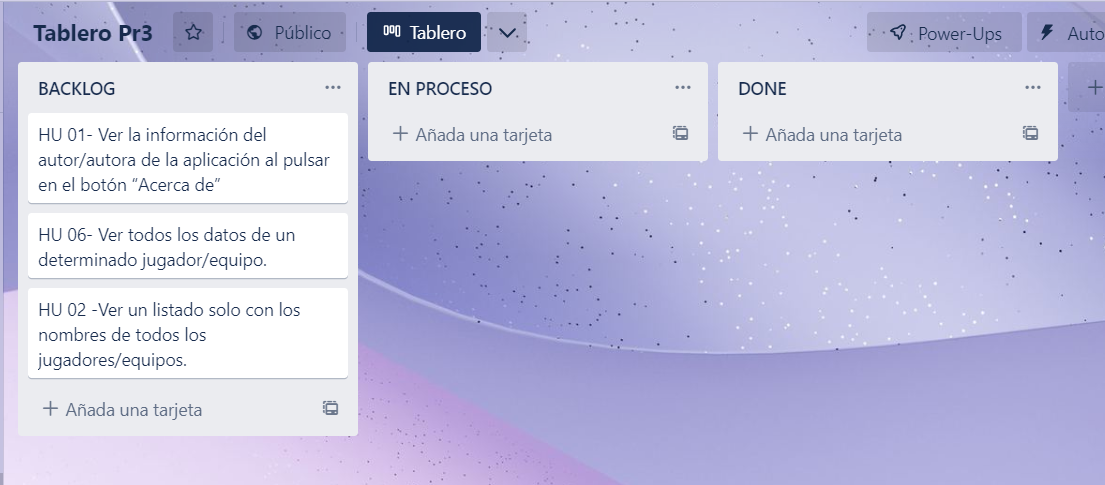 Tablero Pr3
Público
Tablero
Power-Ups
Auto
BACKLOG
HU 01- Ver la información del
autor/autora de la aplicación al pulsar
en el botón “Acerca de”
HU 06- Ver todos los datos de un
determinado jugador/equipo.
HU 02 -Ver un listado solo con los
nombres de todos los
jugadores/equipos.
+ Añada una tarjeta
EN PROCESO
+ Añada una tarjeta
DONE
+ Añada una tarjeta